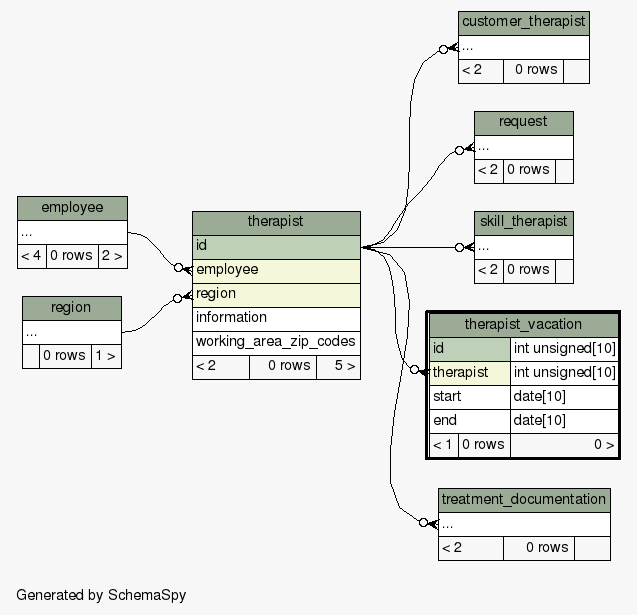 customer_therapist
...
< 2 0 rows
request
...
< 2 0 rows
employee
...
< 4 0 rows 2 >
region
...
0 rows 1 >
therapist
id
employee
region
information
working_area_zip_codes
< 2 0 rows 5 >
skill_therapist
...
< 2 0 rows
therapist_vacation
id int unsigned[10]
therapist int unsigned[10]
start date[10]
end date[10]
< 1 0 rows 0 >
treatment_documentation
...
< 2 0 rows
Generated by SchemaSpy